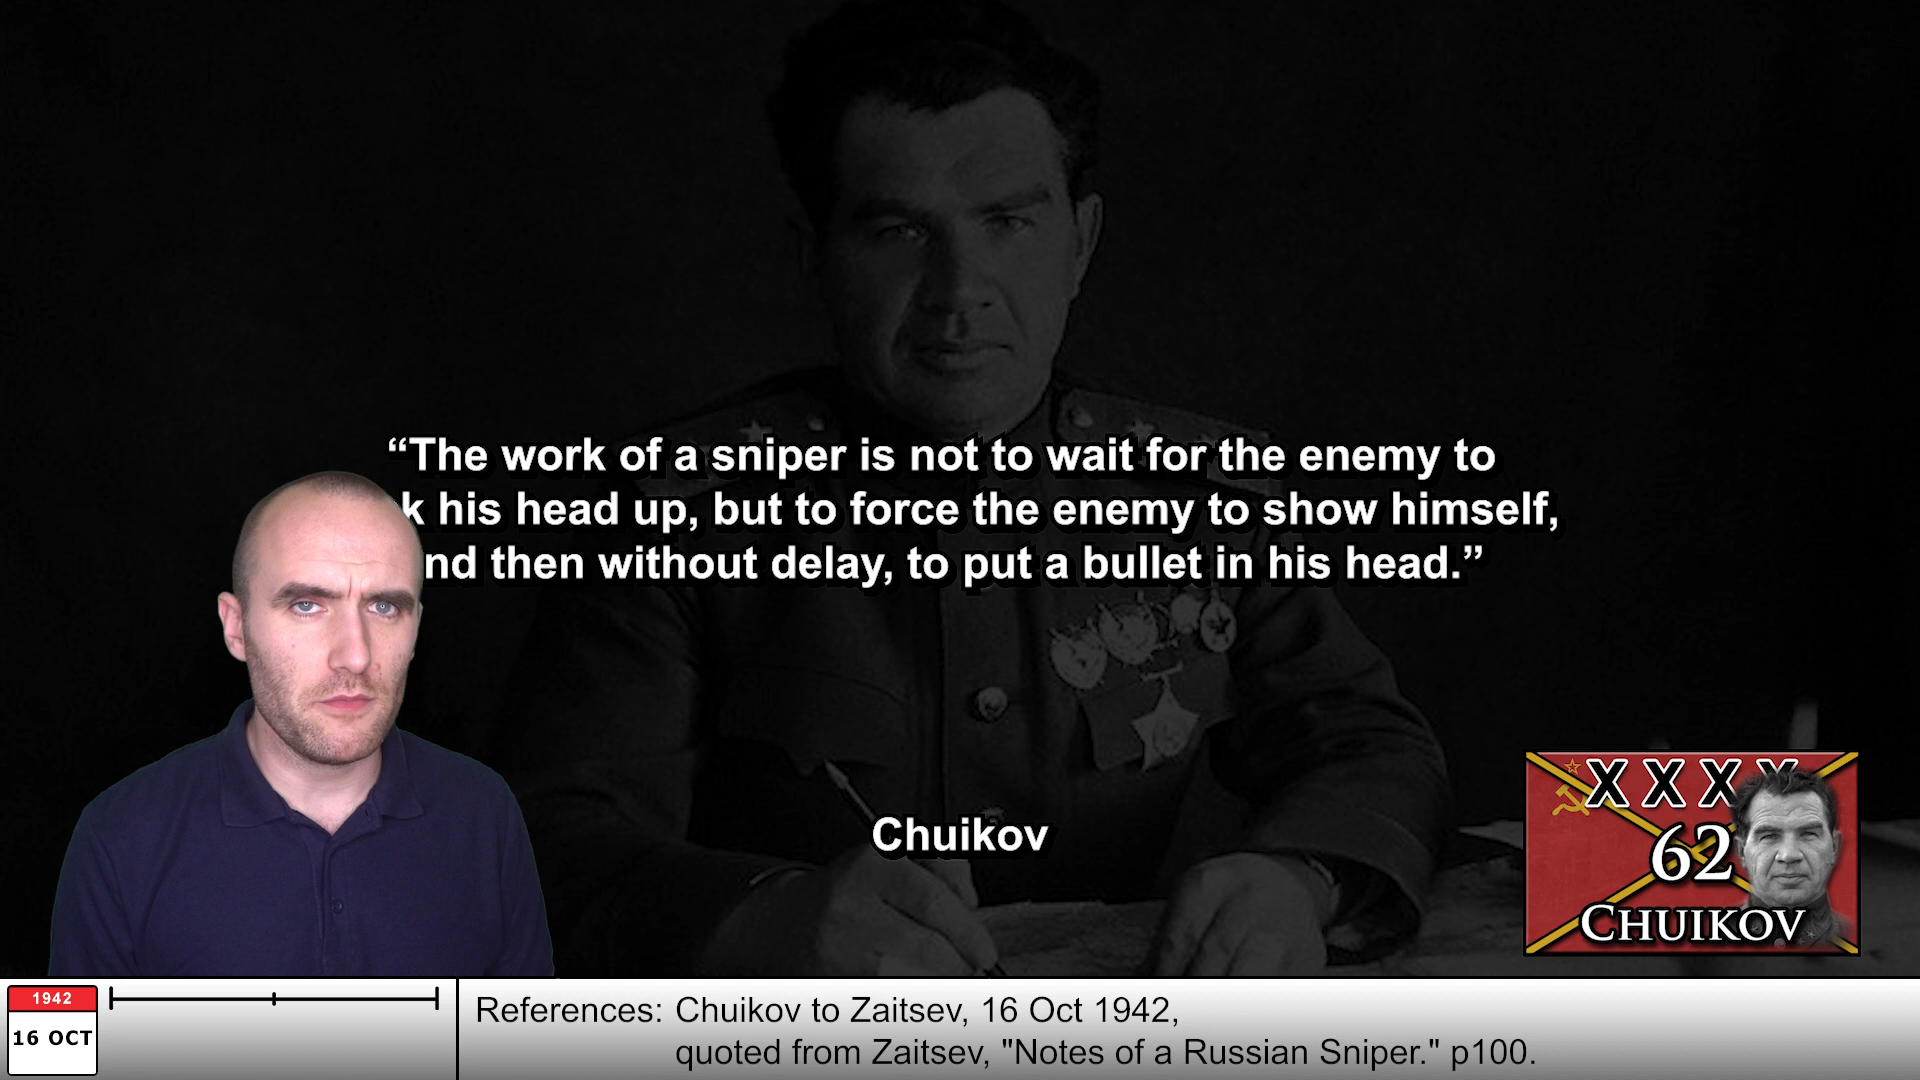 “The work of a sniper is not to wait for the enemy to
k his head up, but to force the enemy to show himself,
nd then without delay, to put a bullet in his head.”
Chuikov
XXXX
62
CHUIKOV
1942
16 OCT
References: Chuikov to Zaitsev, 16 Oct 1942,
quoted from Zaitsev, "Notes of a Russian Sniper." p100.